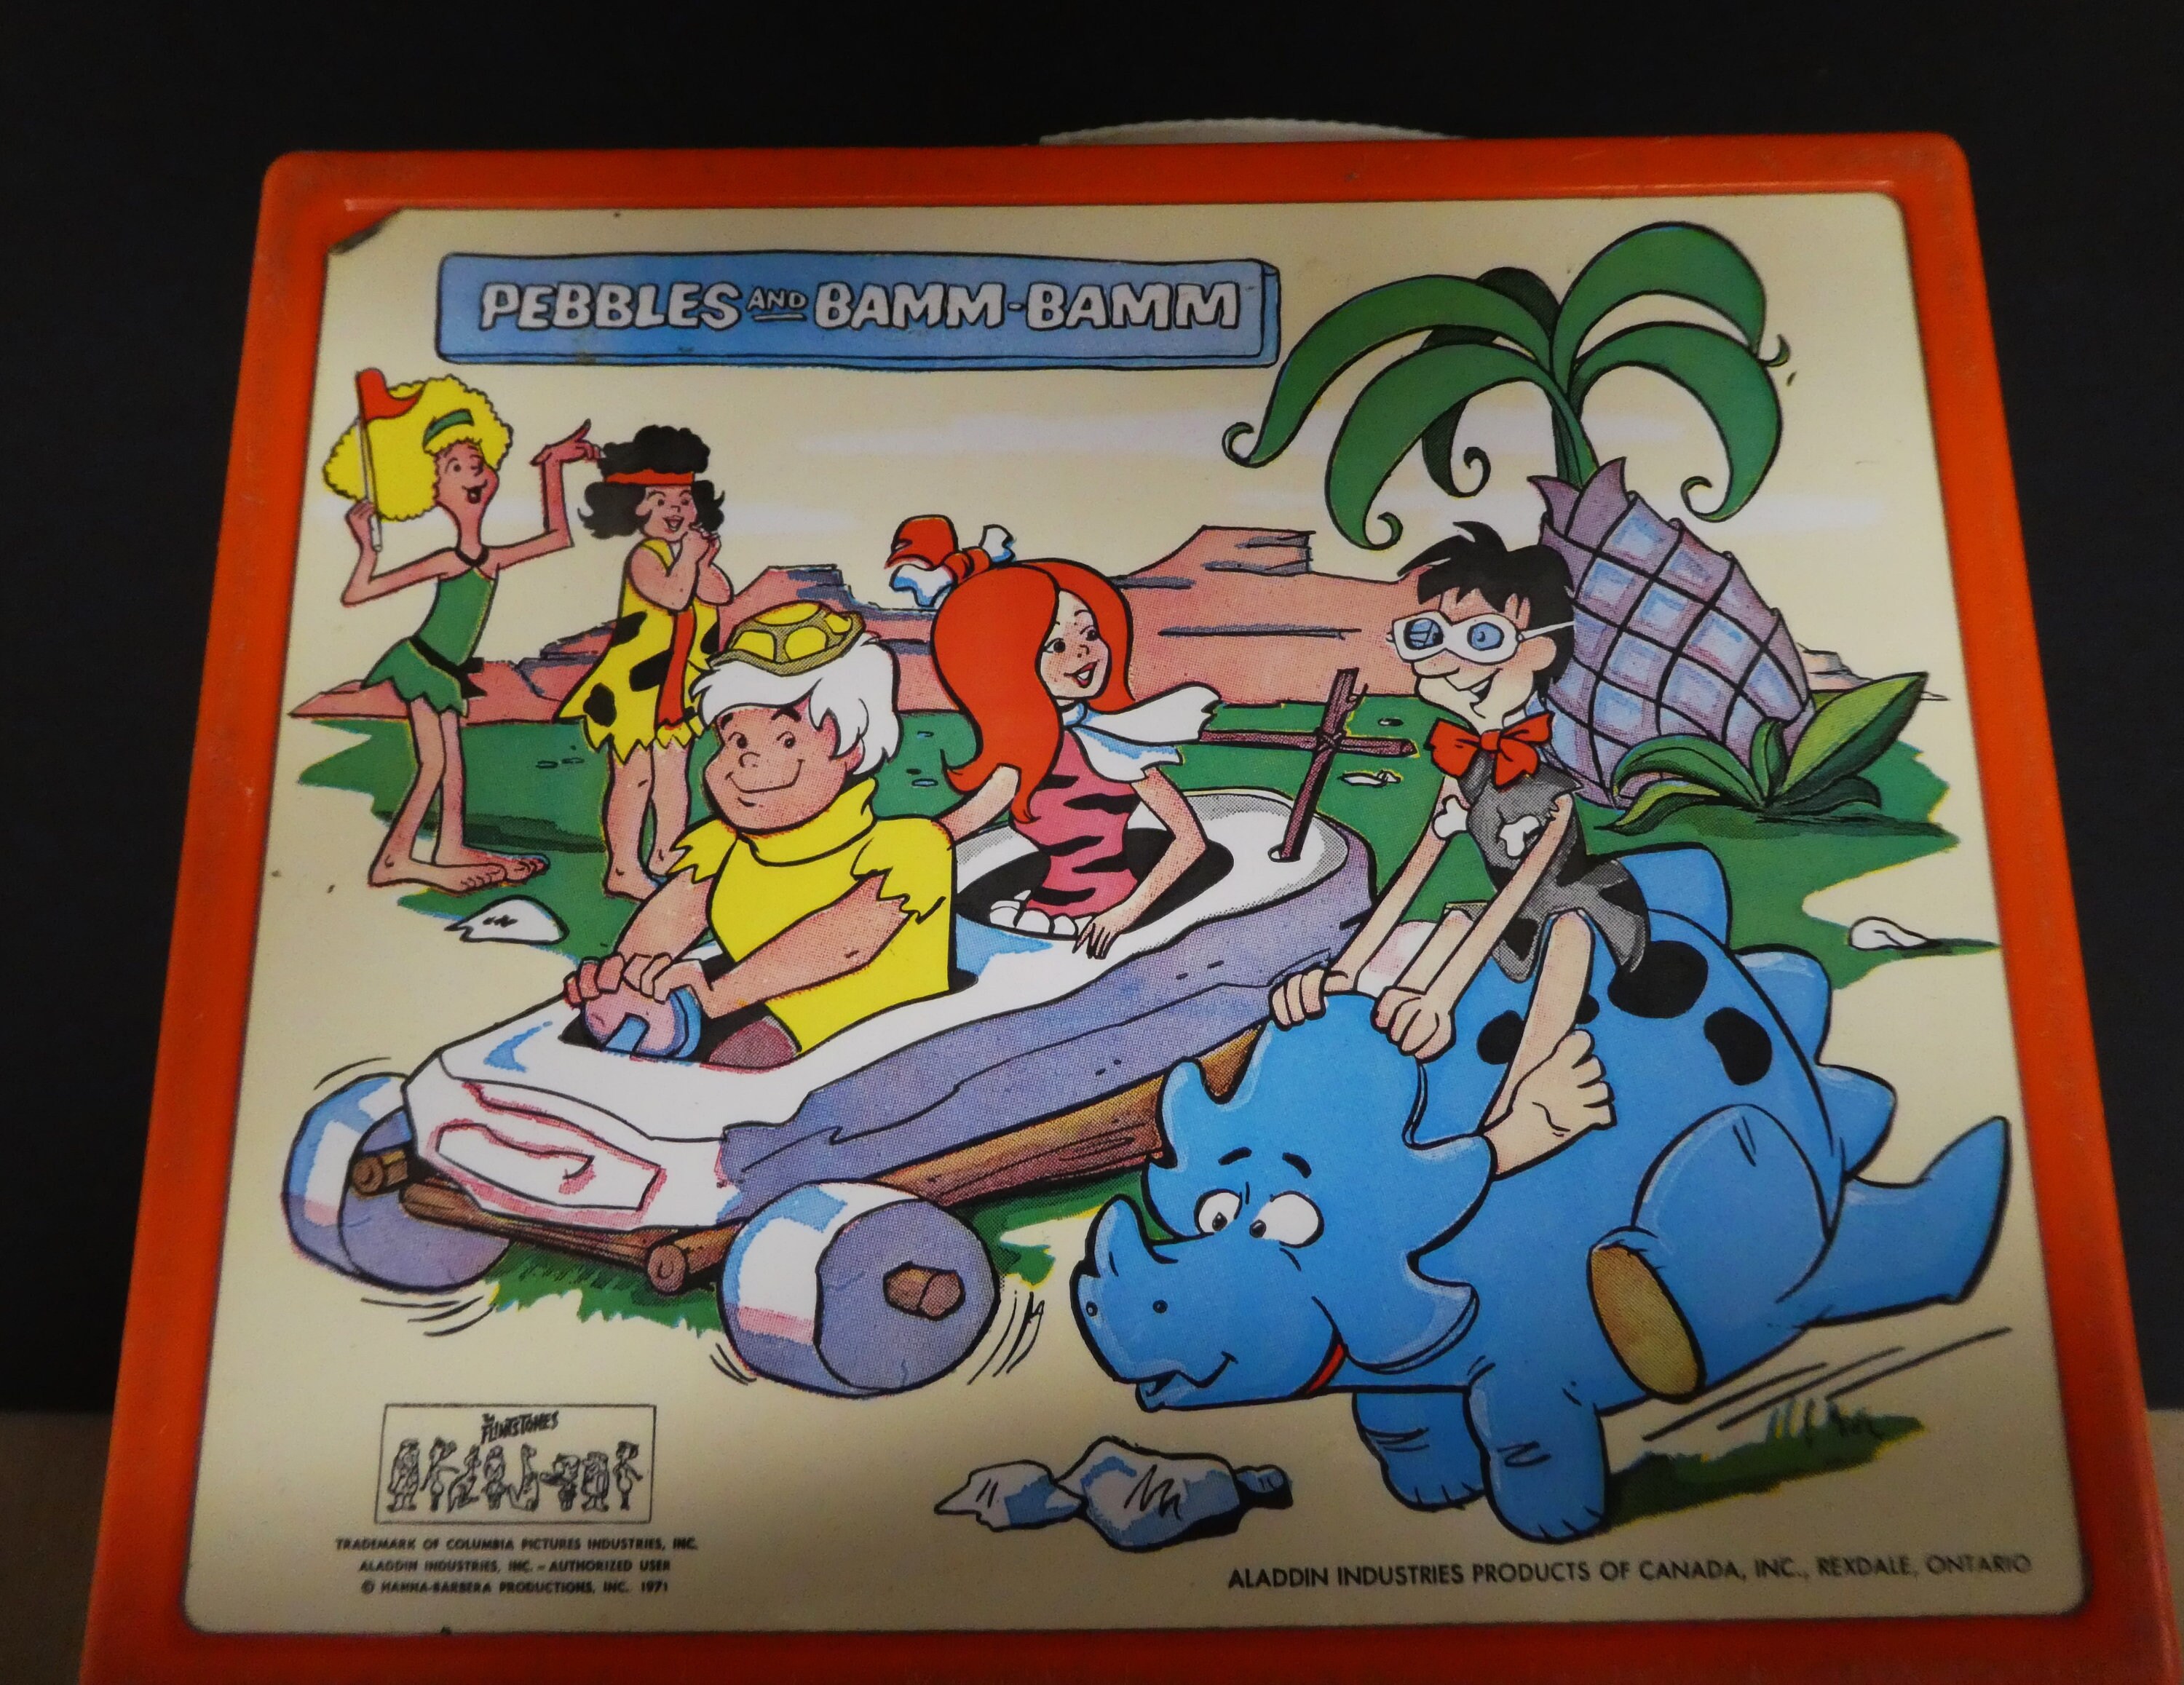 PEBBLES AND BAMM-BAMM
The FLINTSTONES
TRADEMARK OF COLUMBIA PICTURES INDUSTRIES, INC.
ALADDIN INDUSTRIES, INC. – AUTHORIZED USER
© HANNA-BARBERA PRODUCTIONS, INC. 1971
ALADDIN INDUSTRIES PRODUCTS OF CANADA, INC., REXDALE, ONTARIO